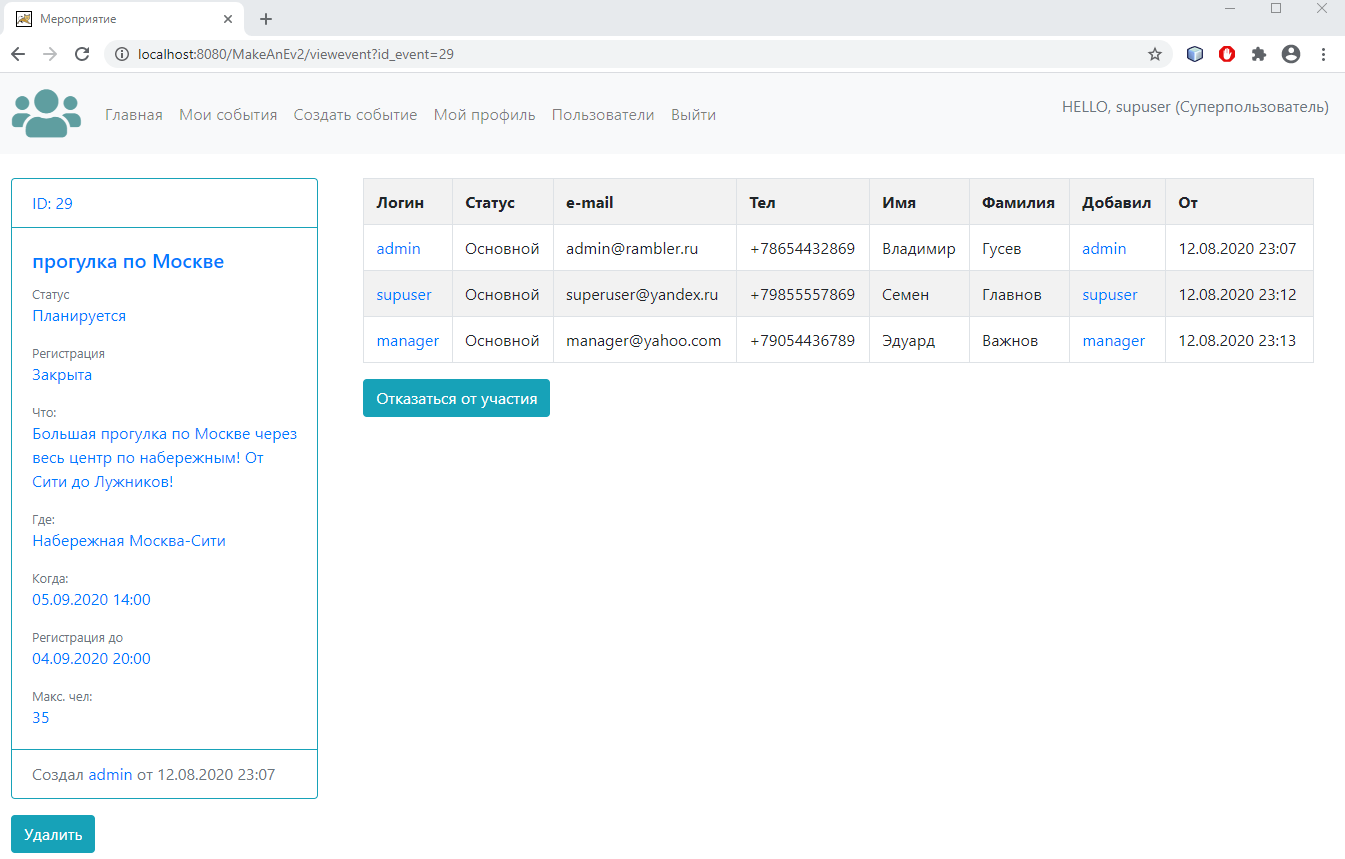 Мероприятие
localhost:8080/MakeAnEv2/viewevent?id_event=29
Главная Мои события Создать событие Мой профиль Пользователи Выйти
HELLO, supuser (Суперпользователь)
ID: 29
прогулка по Москве
Статус
Планируется
Регистрация
Закрыта
Что:
Большая прогулка по Москве через
весь центр по набережным! От
Сити до Лужников!
Где:
Набережная Москва-Сити
Когда:
05.09.2020 14:00
Регистрация до
04.09.2020 20:00
Макс. чел:
35
Создал admin от 12.08.2020 23:07
Удалить
Логин Статус e-mail Тел Имя Фамилия Добавил От
admin Основной admin@rambler.ru +78654432869 Владимир Гусев admin 12.08.2020 23:07
supuser Основной superuser@yandex.ru +79855557869 Семен Главнов supuser 12.08.2020 23:12
manager Основной manager@yahoo.com +79054436789 Эдуард Важнов manager 12.08.2020 23:13
Отказаться от участия